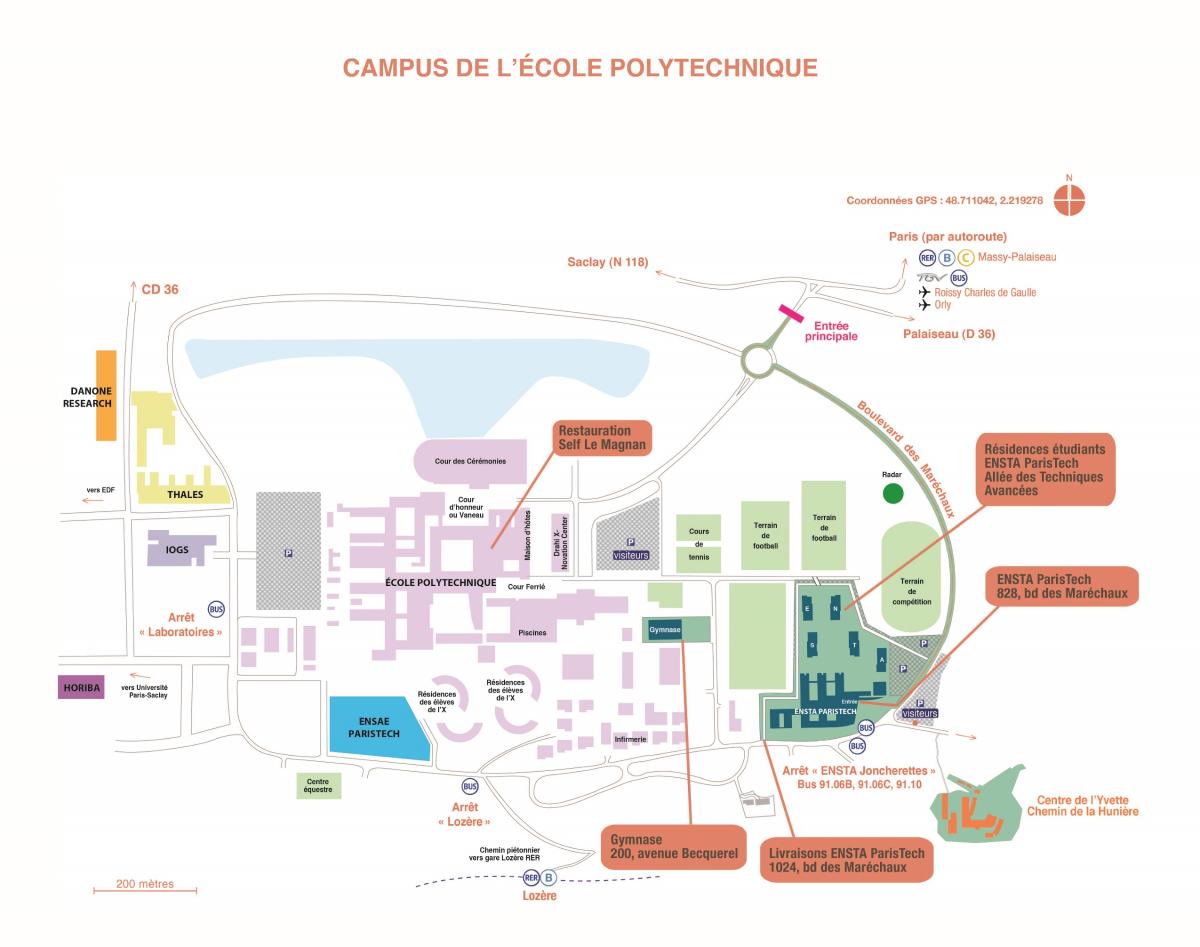 CAMPUS DE L'ÉCOLE POLYTECHNIQUE
N
Coordonnées GPS : 48.711042, 2.219278
Paris (par autoroute)
RER B C Massy-Palaiseau
TGV BUS
Roissy Charles de Gaulle
Orly
Saclay (N 118)
CD 36
Entrée
principale
Palaiseau (D 36)
DANONE
RESEARCH
Boulevard des Maréchaux
Restauration
Self Le Magnan
Résidences étudiants
ENSTA ParisTech
Allée des Techniques
Avancées
Cour des Cérémonies
Radar
vers EDF
THALES
Cour
d'honneur
ou Vaneau
Maison d'hôtes
Drahi X-
Novation Center
P
visiteurs
Cours
de
tennis
Terrain
de
football
Terrain
de
football
IOGS
P
ÉCOLE POLYTECHNIQUE
Cour Ferrié
Terrain
de
compétition
ENSTA ParisTech
828, bd des Maréchaux
BUS
Arrêt
« Laboratoires »
E
N
S
T
A
Piscines
Gymnase
P
P
HORIBA
vers Université
Paris-Saclay
Résidences
des élèves
de l'X
Résidences
des élèves
de l'X
Entrée
ENSTA PARISTECH
P
visiteurs
ENSAE
PARISTECH
Infirmerie
BUS
BUS
Arrêt « ENSTA Joncherettes »
Bus 91.06B, 91.06C, 91.10
Centre
équestre
BUS
Arrêt
« Lozère »
Centre de l'Yvette
Chemin de la Hunière
Gymnase
200, avenue Becquerel
Livraisons ENSTA ParisTech
1024, bd des Maréchaux
Chemin piétonnier
vers gare Lozère RER
RER B
Lozère
200 mètres